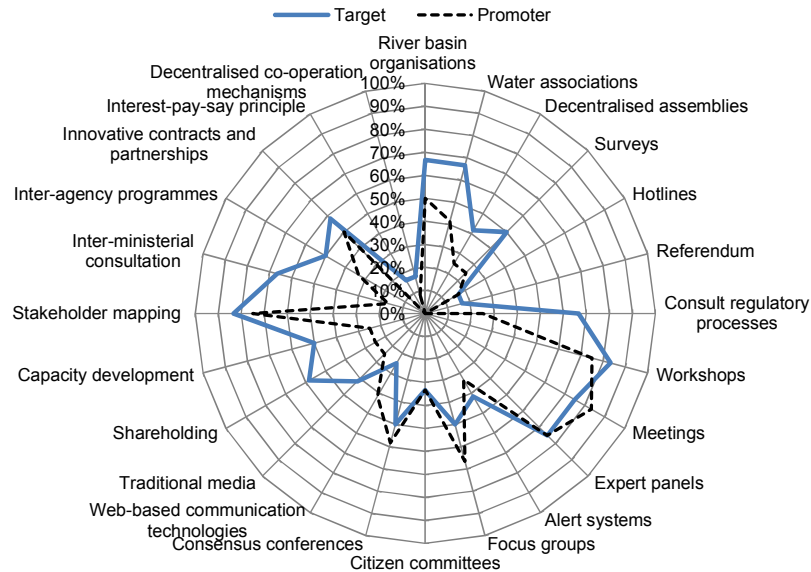 Target
Promoter
River basin
organisations
Water associations
Decentralised assemblies
Surveys
Hotlines
Referendum
Consult regulatory
processes
Workshops
Meetings
Expert panels
Alert systems
Focus groups
Citizen committees
Consensus conferences
Web-based communication
technologies
Traditional media
Shareholding
Capacity development
Stakeholder mapping
Inter-ministerial
consultation
Inter-agency programmes
Innovative contracts and
partnerships
Interest-pay-say principle
Decentralised co-operation
mechanisms
100%
90%
80%
70%
60%
50%
40%
30%
20%
10%
0%